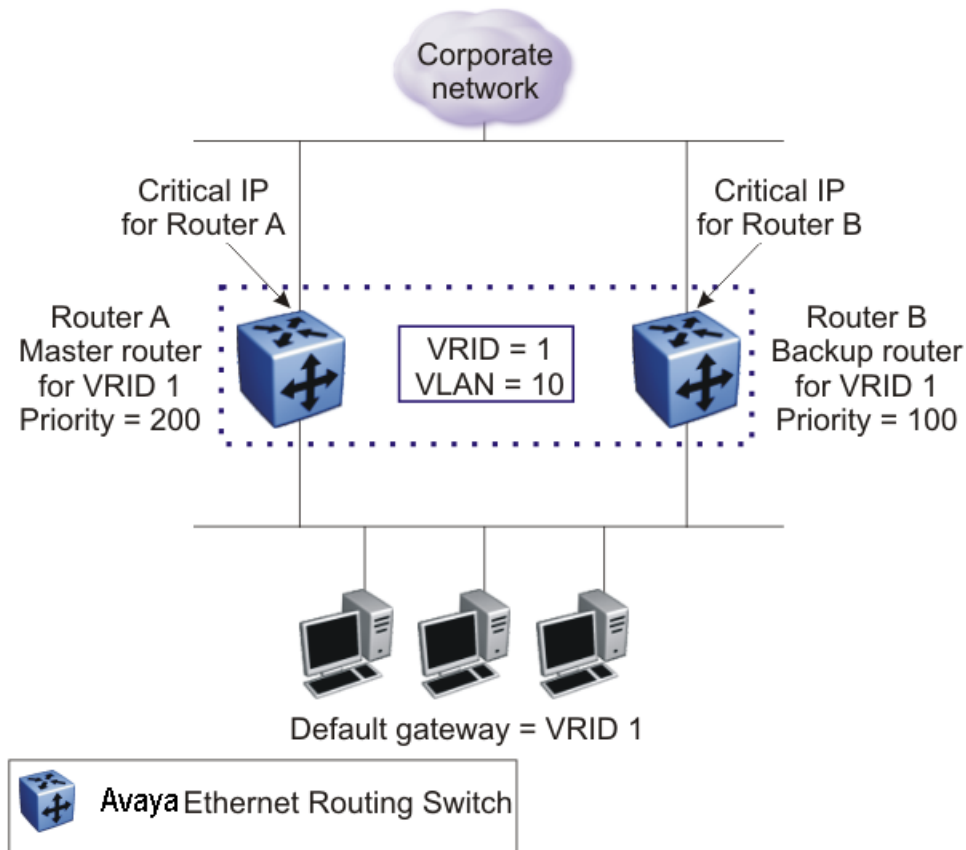 Corporate
network
Critical IP
for Router A
Critical IP
for Router B
Router A
Master router
for VRID 1
Priority = 200
VRID = 1
VLAN = 10
Router B
Backup router
for VRID 1
Priority = 100
Default gateway = VRID 1
Avaya Ethernet Routing Switch